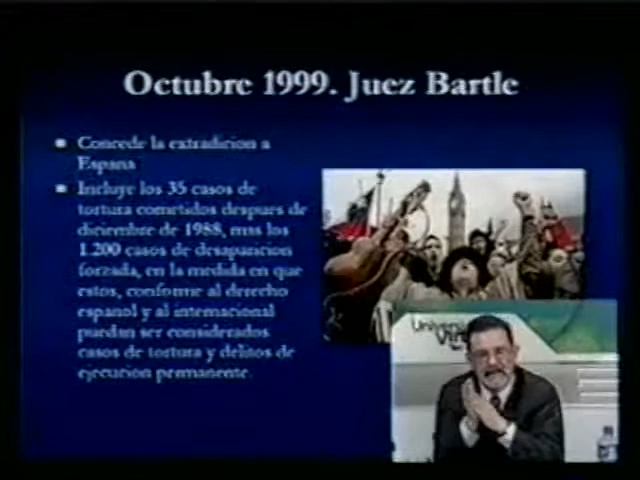 Octubre 1999. Juez Bartle
Concede la extradicion a
Espana
Incluye los 35 casos de
tortura cometidos despues de
diciembre de 1988, mas los
1.200 casos de desaparicion
forzada, en la medida en que
estos, conforme al derecho
espanol y al internacional
puedan ser considerados
casos de tortura y delitos de
ejecucion permanente.